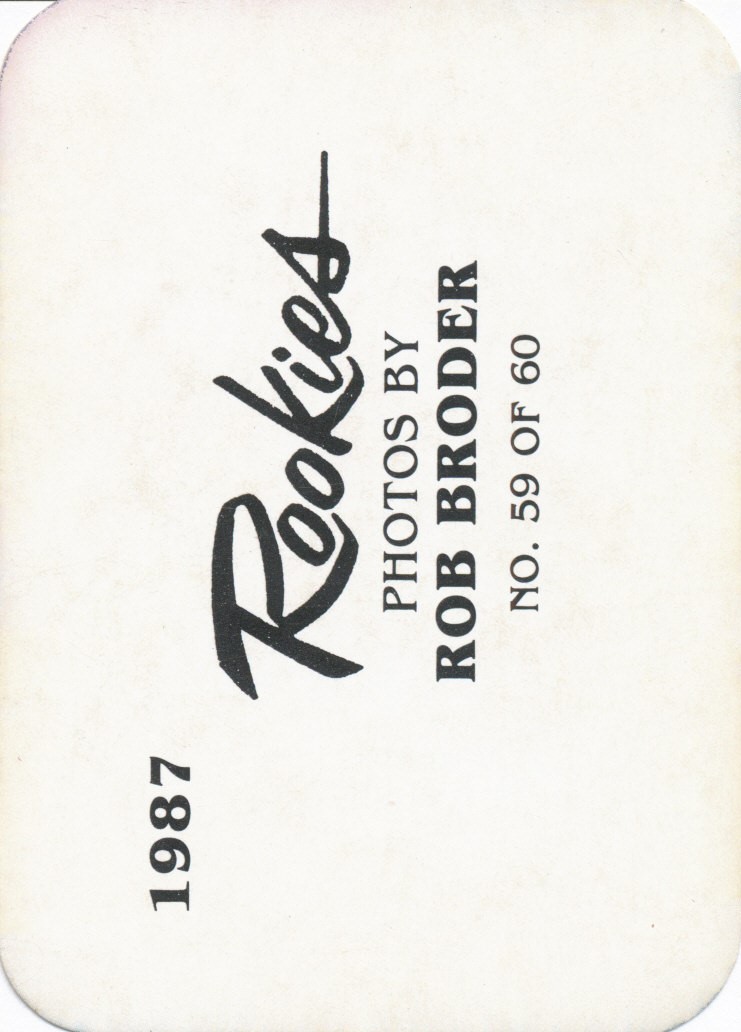 1987
Rookies
PHOTOS BY
ROB BRODER
NO. 59 OF 60